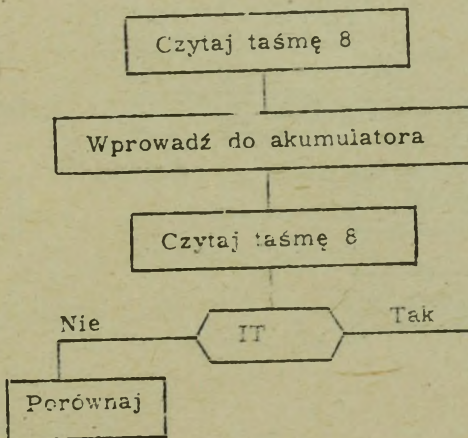 Czytaj taśmę 8
Wprowadź do akumulatora
Czytaj taśmę 8
Nie
IT
Tak
Porównaj